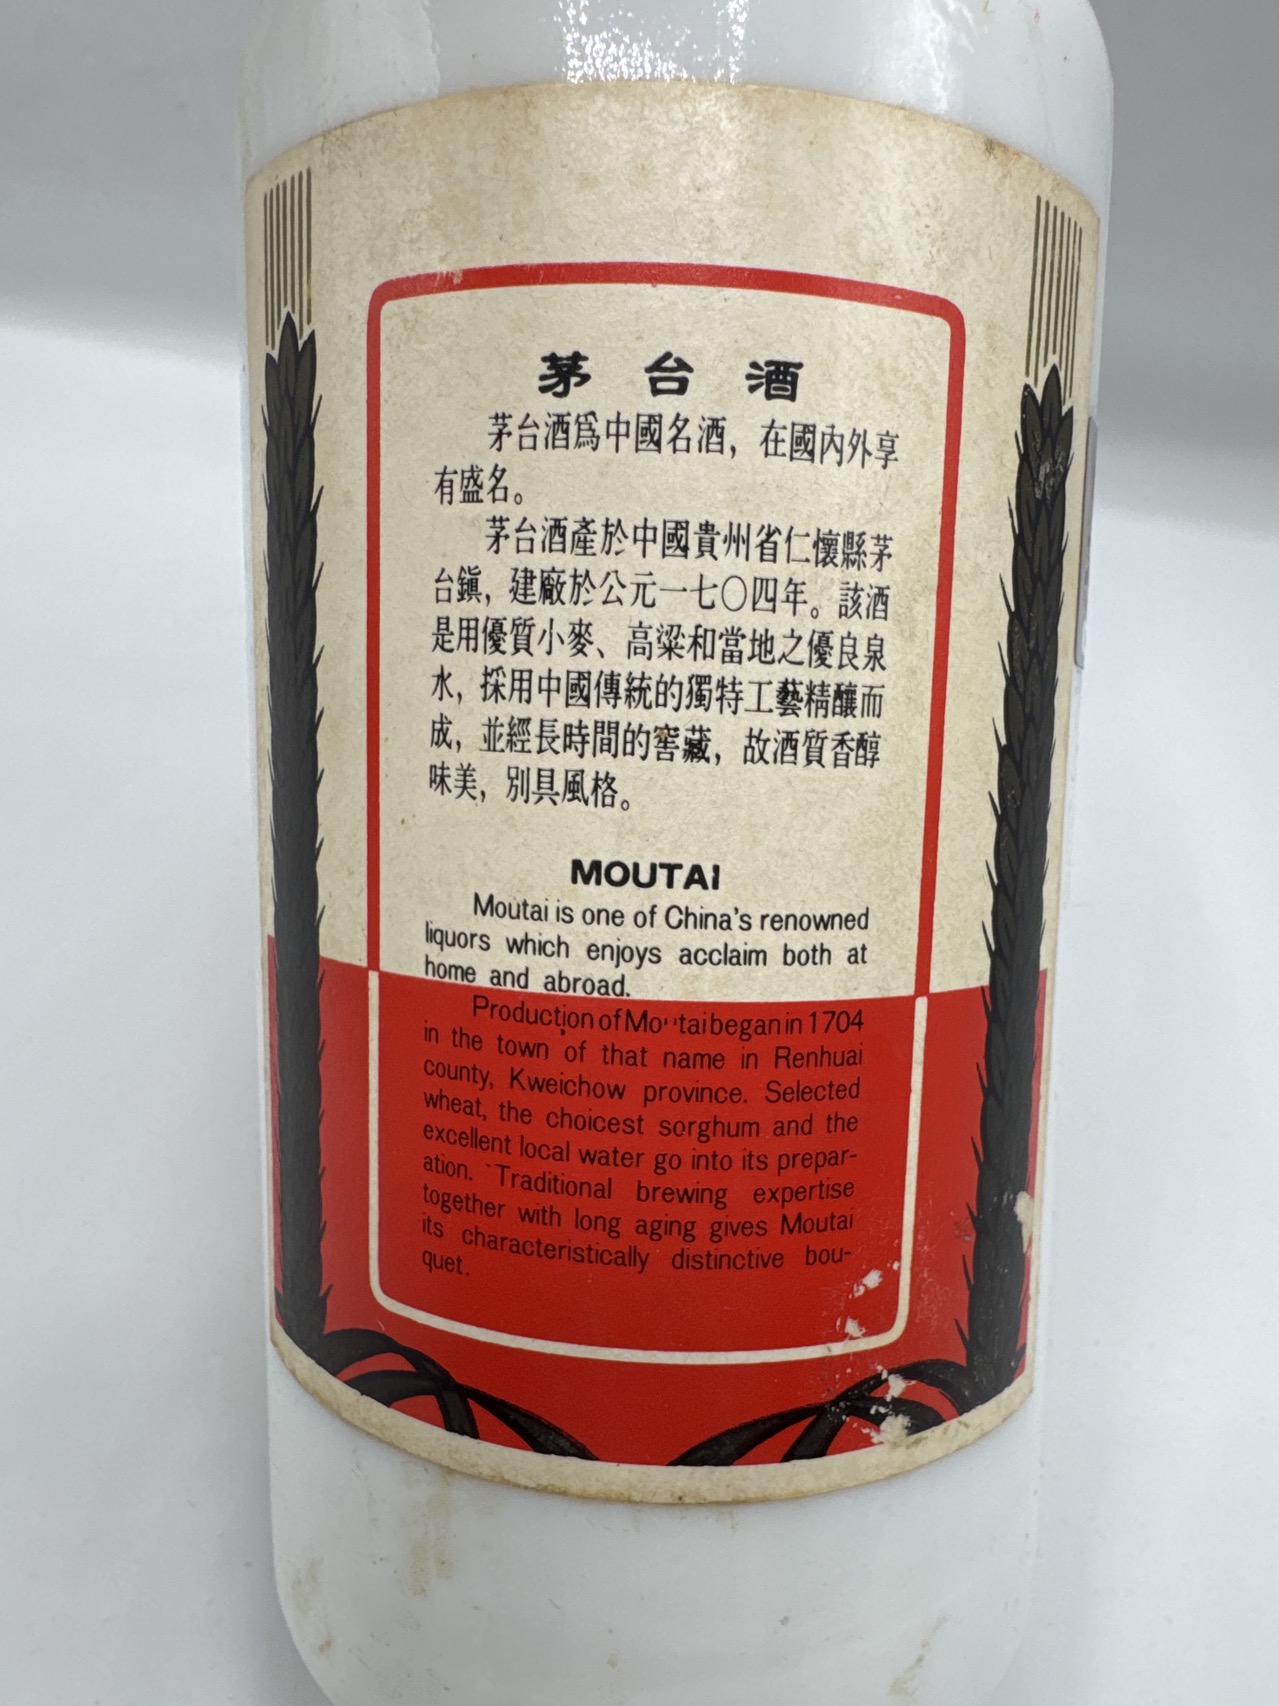 茅台酒
茅台酒爲中國名酒，在國內外享
有盛名。
茅台酒產於中國貴州省仁懷縣茅
台鎭，建廠於公元一七〇四年。該酒
是用優質小麥、高粱和當地之優良泉
水，採用中國傳統的獨特工藝精釀而
成，並經長時間的窖藏，故酒質香醇
味美，別具風格。
MOUTAI
Moutai is one of China's renowned
liquors which enjoys acclaim both at
home and abroad.
Production of Moutai began in 1704
in the town of that name in Renhuai
county, Kweichow province. Selected
wheat, the choicest sorghum and the
excellent local water go into its prepar-
ation. Traditional brewing expertise
together with long aging gives Moutai
its characteristically distinctive bou-
quet.